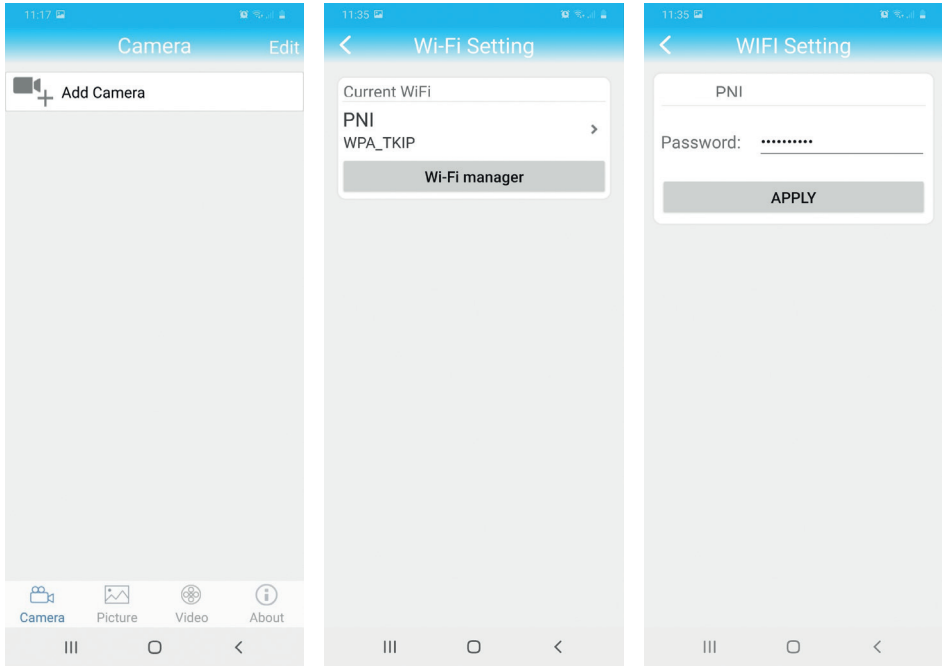 11:17
Camera
Edit
Add Camera
Camera
Picture
Video
About
11:35
Wi-Fi Setting
Current WiFi
PNI
WPA_TKIP
Wi-Fi manager
11:35
WIFI Setting
PNI
Password: ••••••••••
APPLY